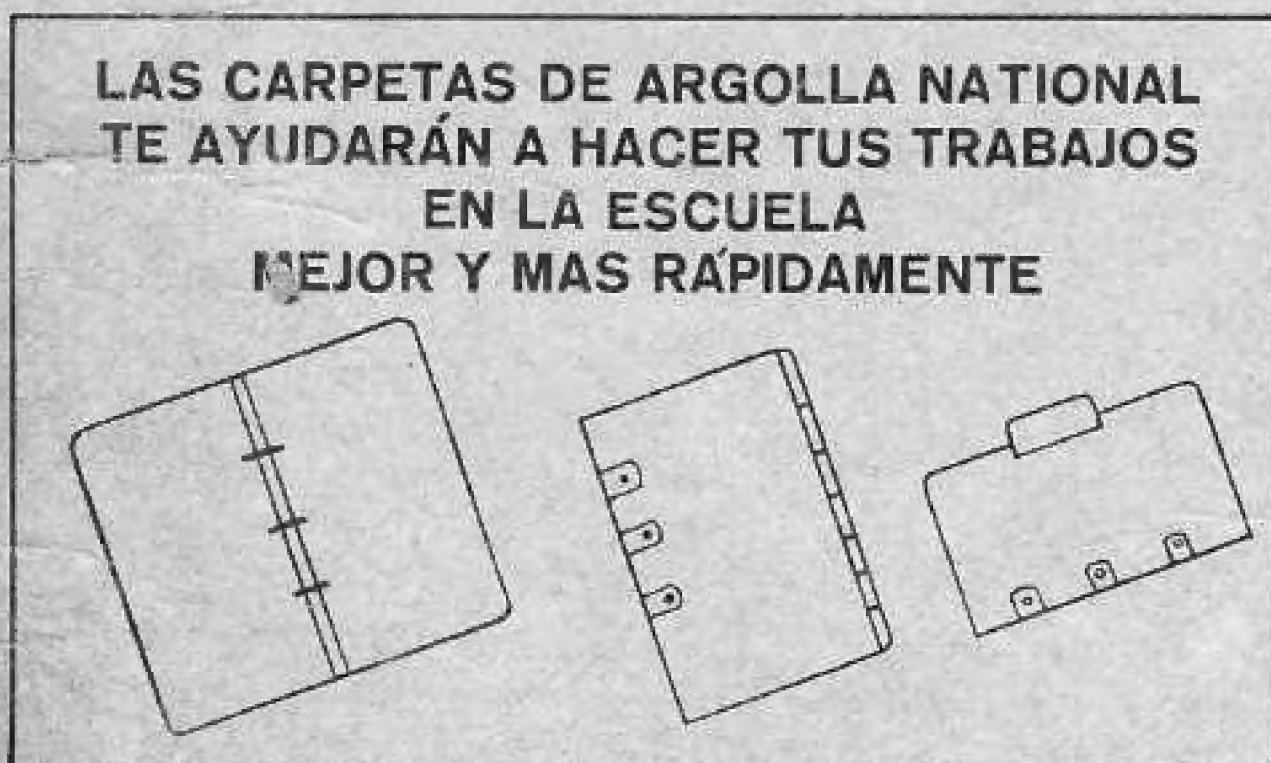 LAS CARPETAS DE ARGOLLA NATIONAL
TE AYUDARÁN A HACER TUS TRABAJOS
EN LA ESCUELA
MEJOR Y MAS RÁPIDAMENTE